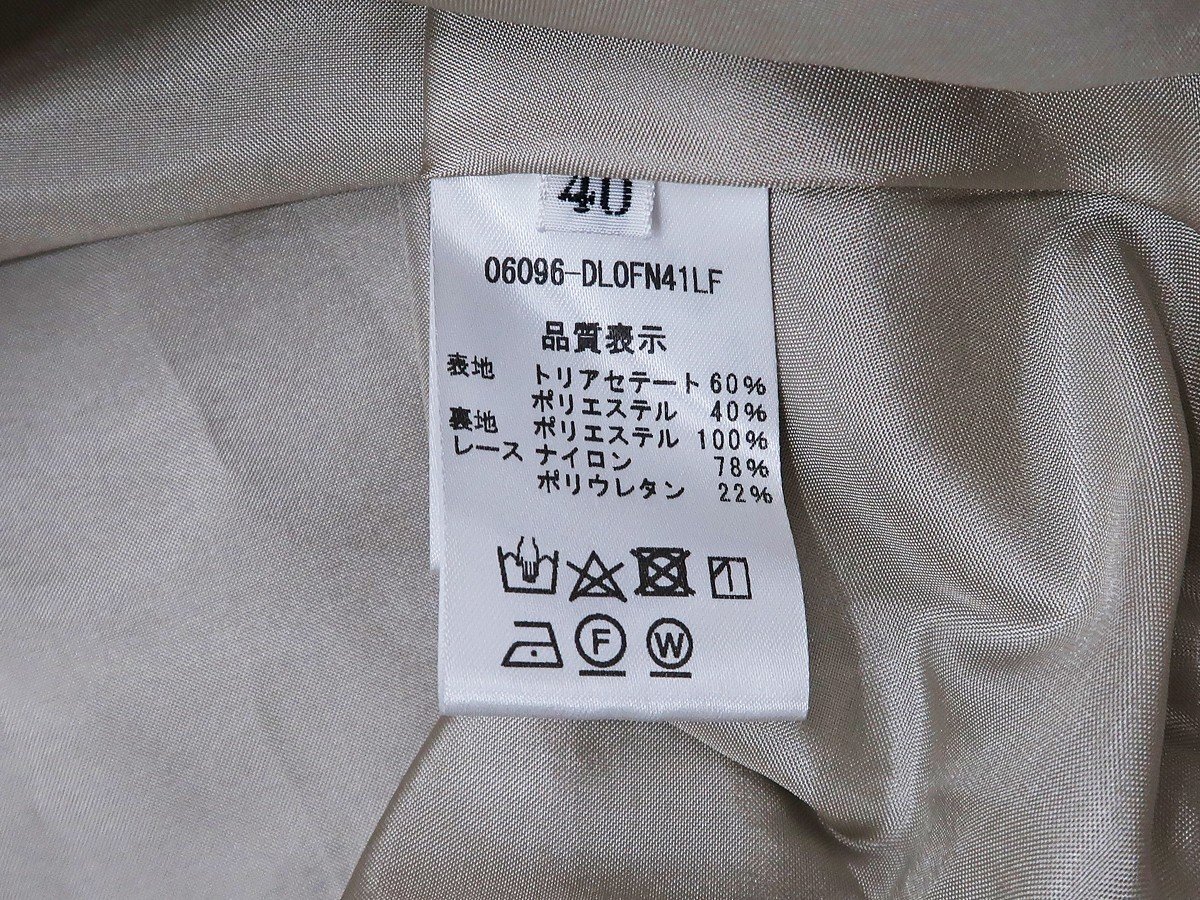 40
06096-DL0FN41LF
品質表示
表地 トリアセテート 60%
ポリエステル 40%
裏地 ポリエステル 100%
レース ナイロン 78%
ポリウレタン 22%
F W